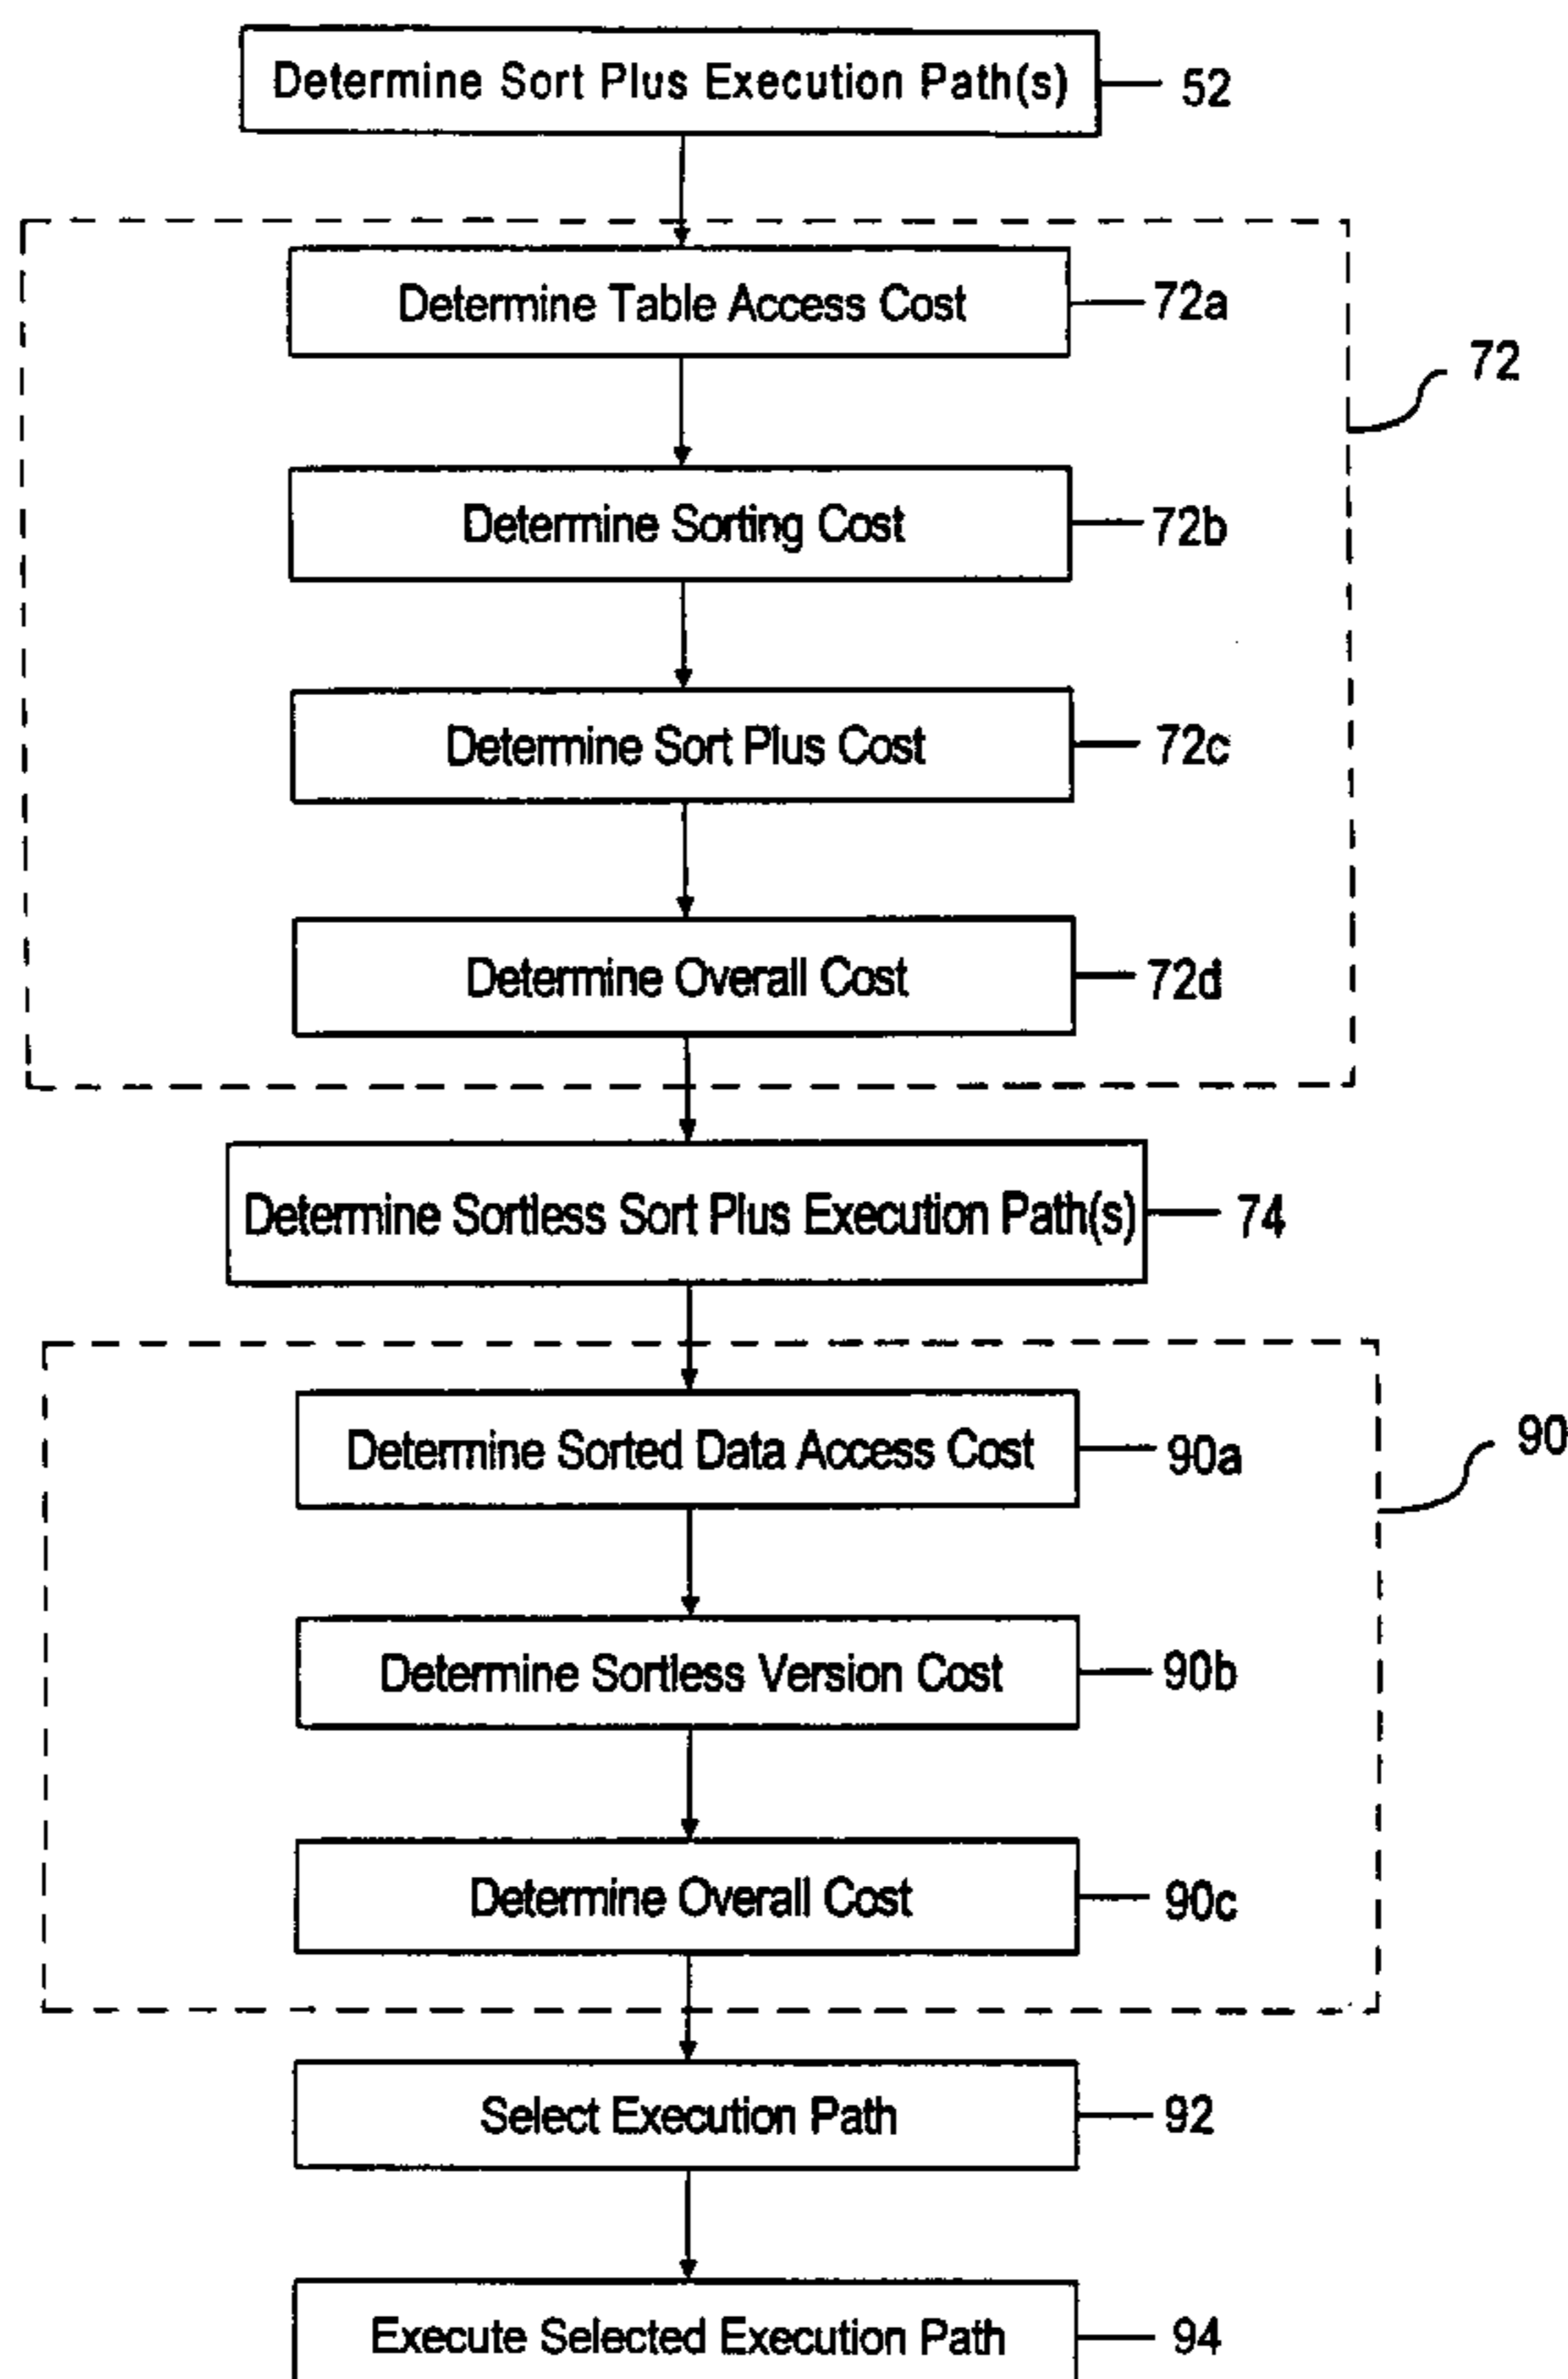 Determine Sort Plus Execution Path(s) 52
Determine Table Access Cost 72a
72
Determine Sorting Cost 72b
Determine Sort Plus Cost 72c
Determine Overall Cost 72d
Determine Sortless Sort Plus Execution Path(s) 74
Determine Sorted Data Access Cost 90a
90
Determine Sortless Version Cost 90b
Determine Overall Cost 90c
Select Execution Path 92
Execute Selected Execution Path 94